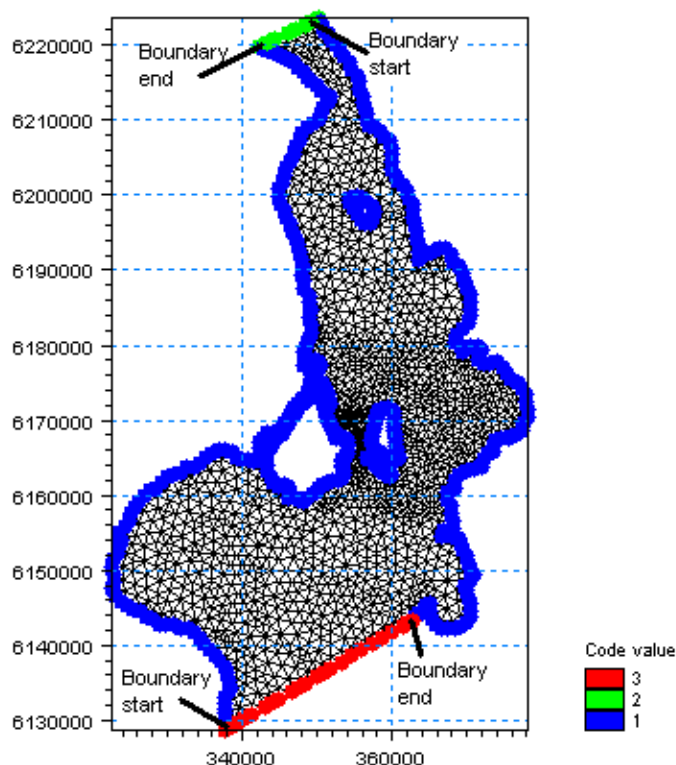 6220000
6210000
6200000
6190000
6180000
6170000
6160000
6150000
6140000
6130000
340000
360000
Boundary
end
Boundary
start
Boundary
start
Boundary
end
Code value
3
2
1